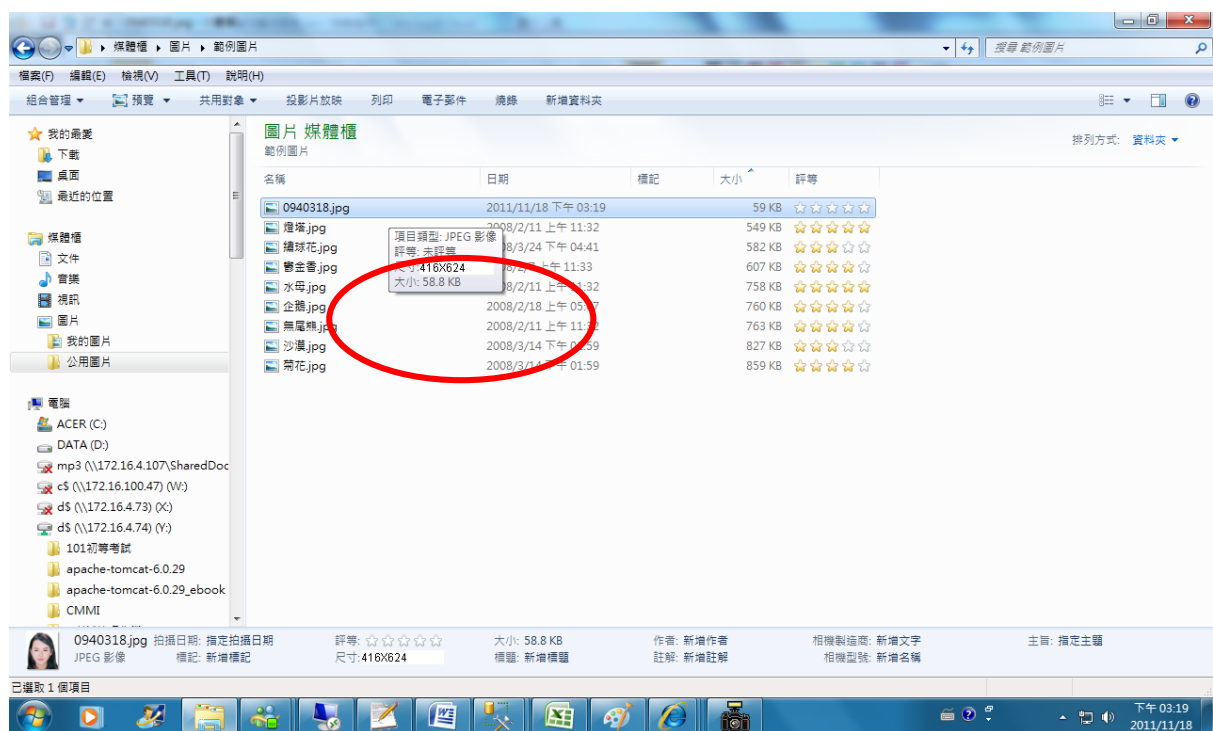 媒體櫃 ▸ 圖片 ▸ 範例圖片
搜尋 範例圖片
檔案(F) 編輯(E) 檢視(V) 工具(T) 說明(H)
組合管理 預覽 共用對象 投影片放映 列印 電子郵件 燒錄 新增資料夾
我的最愛
下載
桌面
最近的位置
媒體櫃
文件
音樂
視訊
圖片
我的圖片
公用圖片
電腦
ACER (C:)
DATA (D:)
mp3 (\\172.16.4.107\SharedDoc
c$ (\\172.16.100.47) (W:)
d$ (\\172.16.4.73) (X:)
d$ (\\172.16.4.74) (Y:)
101初等考試
apache-tomcat-6.0.29
apache-tomcat-6.0.29_ebook
CMMI
圖片 媒體櫃
範例圖片
排列方式: 資料夾
名稱 日期 標記 大小 評等
0940318.jpg 2011/11/18 下午 03:19 59 KB
燈塔.jpg 2008/2/11 上午 11:32 549 KB
繡球花.jpg 2008/3/24 下午 04:41 582 KB
鬱金香.jpg 上午 11:33 607 KB
水母.jpg 2008/2/11 上午 11:32 758 KB
企鵝.jpg 2008/2/18 上午 05:07 760 KB
無尾熊.jpg 2008/2/11 上午 11:32 763 KB
沙漠.jpg 2008/3/14 下午 01:59 827 KB
菊花.jpg 2008/3/14 下午 01:59 859 KB
項目類型: JPEG 影像
評等: 未評等
尺寸:416X624
大小: 58.8 KB
0940318.jpg 拍攝日期: 指定拍攝日期 評等: 大小: 58.8 KB 作者: 新增作者 相機製造商: 新增文字 主旨: 指定主題
JPEG 影像 標記: 新增標記 尺寸:416X624 標題: 新增標題 註解: 新增註解 相機型號: 新增名稱
已選取 1 個項目
下午 03:19
2011/11/18